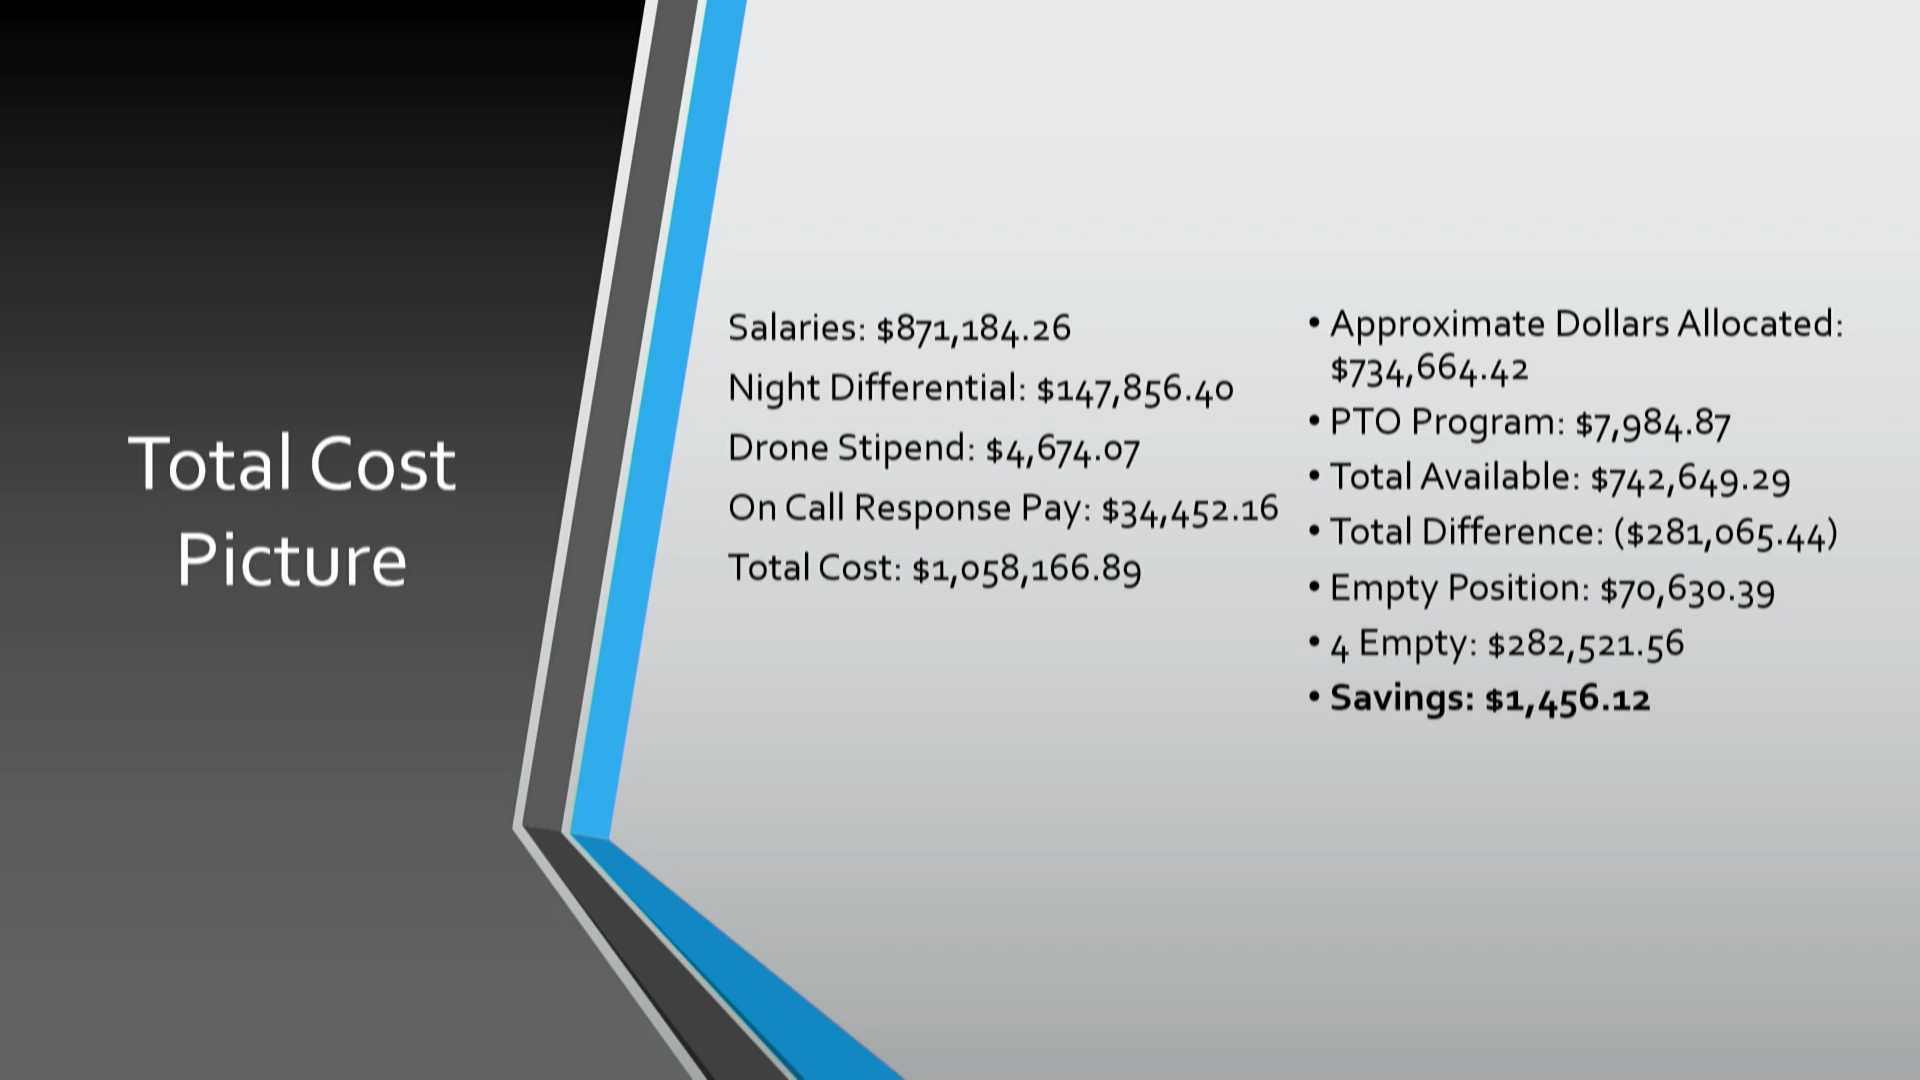 Total Cost
Picture
Salaries: $871,184.26
Night Differential: $147,856.40
Drone Stipend: $4,674.07
On Call Response Pay: $34,452.16
Total Cost: $1,058,166.89
• Approximate Dollars Allocated:
$734,664.42
• PTO Program: $7,984.87
• Total Available: $742,649.29
• Total Difference: ($281,065.44)
• Empty Position: $70,630.39
• 4 Empty: $282,521.56
• Savings: $1,456.12